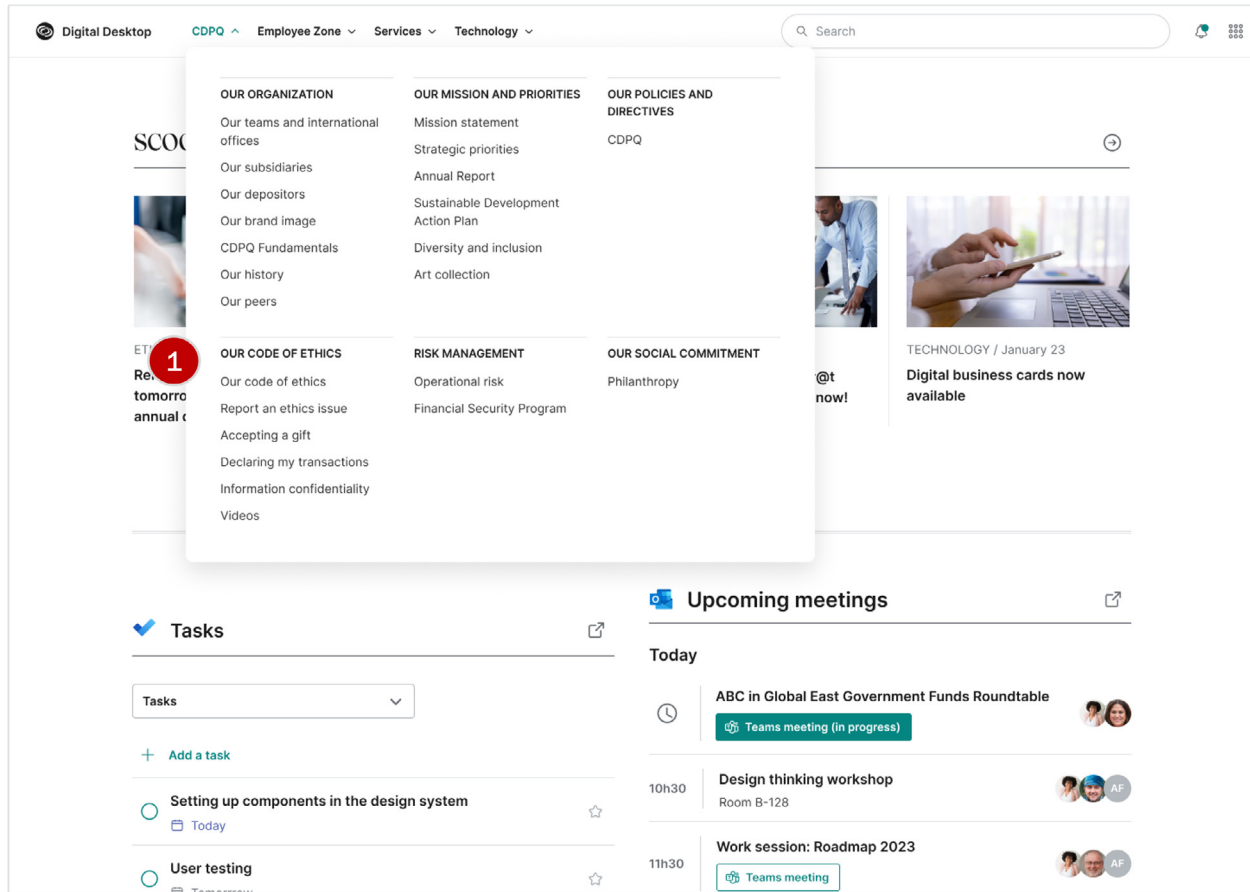 Digital Desktop
CDPQ
Employee Zone
Services
Technology
Search
OUR ORGANIZATION
Our teams and international
offices
Our subsidiaries
Our depositors
Our brand image
CDPQ Fundamentals
Our history
Our peers
OUR MISSION AND PRIORITIES
Mission statement
Strategic priorities
Annual Report
Sustainable Development
Action Plan
Diversity and inclusion
Art collection
OUR POLICIES AND
DIRECTIVES
CDPQ
1
OUR CODE OF ETHICS
Our code of ethics
Report an ethics issue
Accepting a gift
Declaring my transactions
Information confidentiality
Videos
RISK MANAGEMENT
Operational risk
Financial Security Program
OUR SOCIAL COMMITMENT
Philanthropy
tomorro
annual
@t
now!
TECHNOLOGY / January 23
Digital business cards now
available
Tasks
Tasks
Add a task
Setting up components in the design system
Today
User testing
Tomorrow
Upcoming meetings
Today
ABC in Global East Government Funds Roundtable
Teams meeting (in progress)
10h30
Design thinking workshop
Room B-128
AF
11h30
Work session: Roadmap 2023
Teams meeting
AF